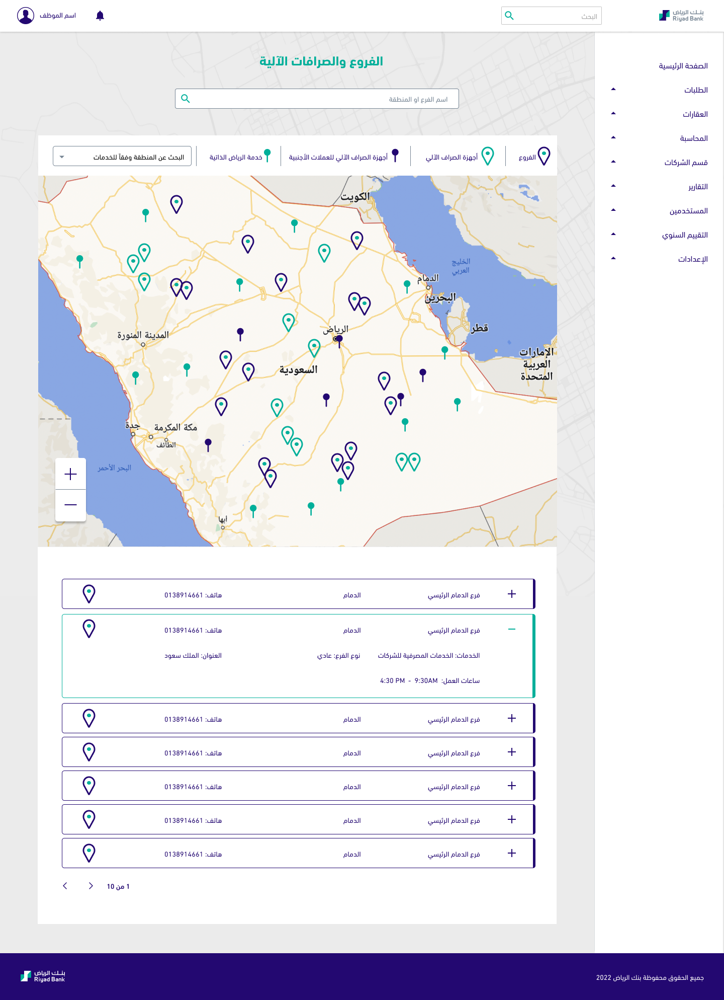 بنـك الرياض
Riyad Bank
البحث
اسم الموظف
الصفحة الرئيسية
الطلبات
العقارات
المحاسبة
قسم الشركات
التقارير
المستخدمين
التقييم السنوي
الإعدادات
الفروع والصرافات الآلية
اسم الفرع او المنطقة
الفروع
أجهزة الصراف الآلي
أجهزة الصراف الآلي للعملات الأجنبية
خدمة الرياض الذاتية
البحث عن المنطقة وفقاً للخدمات
الكويت
الخليج
العربي
الدمام
البحرين
قطر
الرياض
المدينة المنورة
الإمارات
العربية
المتحدة
السعودية
جدة
مكة المكرمة
الطائف
البحر الأحمر
أبها
فرع الدمام الرئيسي الدمام هاتف: 0138914661
فرع الدمام الرئيسي الدمام هاتف: 0138914661
الخدمات: الخدمات المصرفية للشركات نوع الفرع: عادي العنوان: الملك سعود
ساعات العمل: 9:30AM - 4:30 PM
فرع الدمام الرئيسي الدمام هاتف: 0138914661
فرع الدمام الرئيسي الدمام هاتف: 0138914661
فرع الدمام الرئيسي الدمام هاتف: 0138914661
فرع الدمام الرئيسي الدمام هاتف: 0138914661
فرع الدمام الرئيسي الدمام هاتف: 0138914661
1 من 10
جميع الحقوق محفوظة بنك الرياض 2022
بنـك الرياض
Riyad Bank